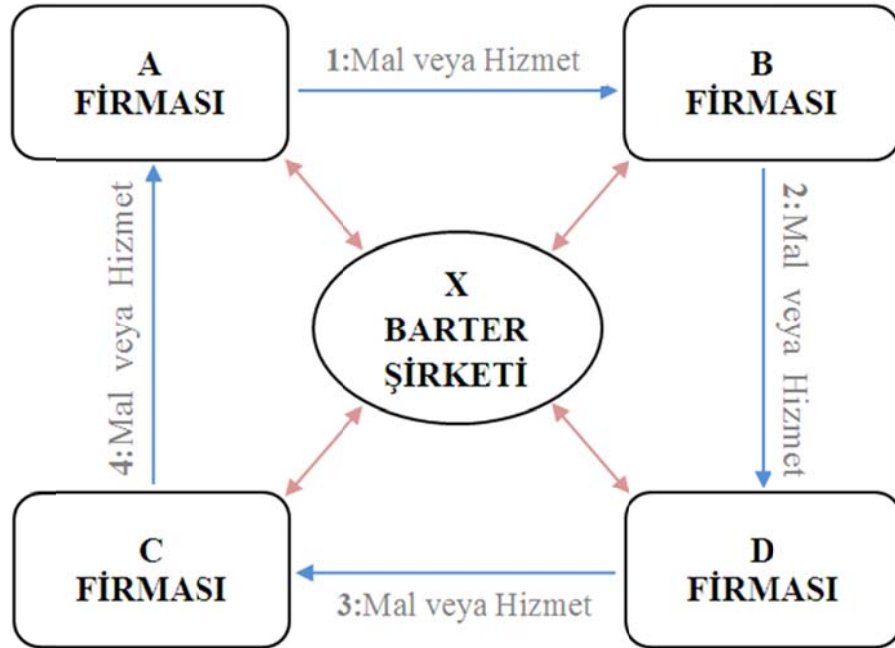 A
FİRMASI
1:Mal veya Hizmet
B
FİRMASI
4:Mal veya Hizmet
X
BARTER
ŞİRKETİ
2:Mal veya Hizmet
C
FİRMASI
3:Mal veya Hizmet
D
FİRMASI